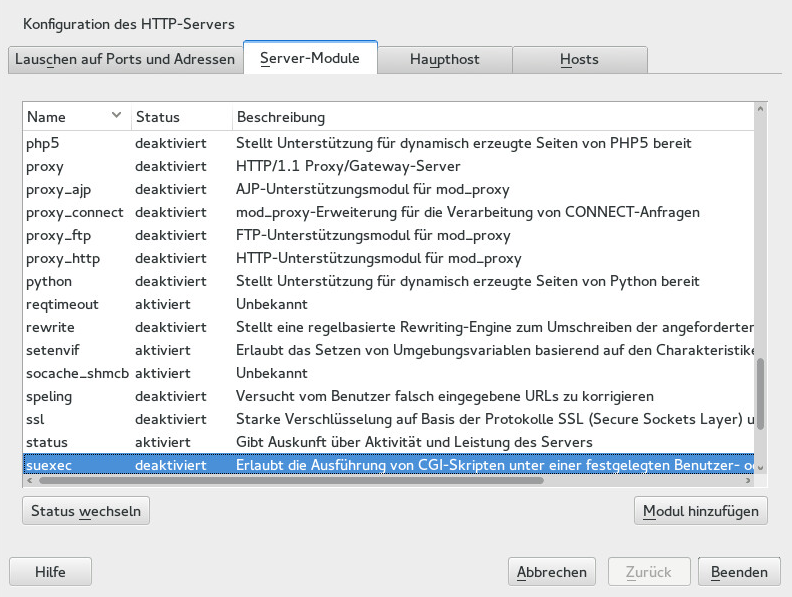 Konfiguration des HTTP-Servers
Lauschen auf Ports und Adressen Server-Module Haupthost Hosts
Name Status Beschreibung
php5 deaktiviert Stellt Unterstützung für dynamisch erzeugte Seiten von PHP5 bereit
proxy deaktiviert HTTP/1.1 Proxy/Gateway-Server
proxy_ajp deaktiviert AJP-Unterstützungsmodul für mod_proxy
proxy_connect deaktiviert mod_proxy-Erweiterung für die Verarbeitung von CONNECT-Anfragen
proxy_ftp deaktiviert FTP-Unterstützungsmodul für mod_proxy
proxy_http deaktiviert HTTP-Unterstützungsmodul für mod_proxy
python deaktiviert Stellt Unterstützung für dynamisch erzeugte Seiten von Python bereit
reqtimeout aktiviert Unbekannt
rewrite deaktiviert Stellt eine regelbasierte Rewriting-Engine zum Umschreiben der angeforderter
setenvif aktiviert Erlaubt das Setzen von Umgebungsvariablen basierend auf den Charakteristike
socache_shmcb aktiviert Unbekannt
speling deaktiviert Versucht vom Benutzer falsch eingegebene URLs zu korrigieren
ssl deaktiviert Starke Verschlüsselung auf Basis der Protokolle SSL (Secure Sockets Layer) u
status aktiviert Gibt Auskunft über Aktivität und Leistung des Servers
suexec deaktiviert Erlaubt die Ausführung von CGI-Skripten unter einer festgelegten Benutzer- od
Status wechseln Modul hinzufügen
Hilfe Abbrechen Zurück Beenden